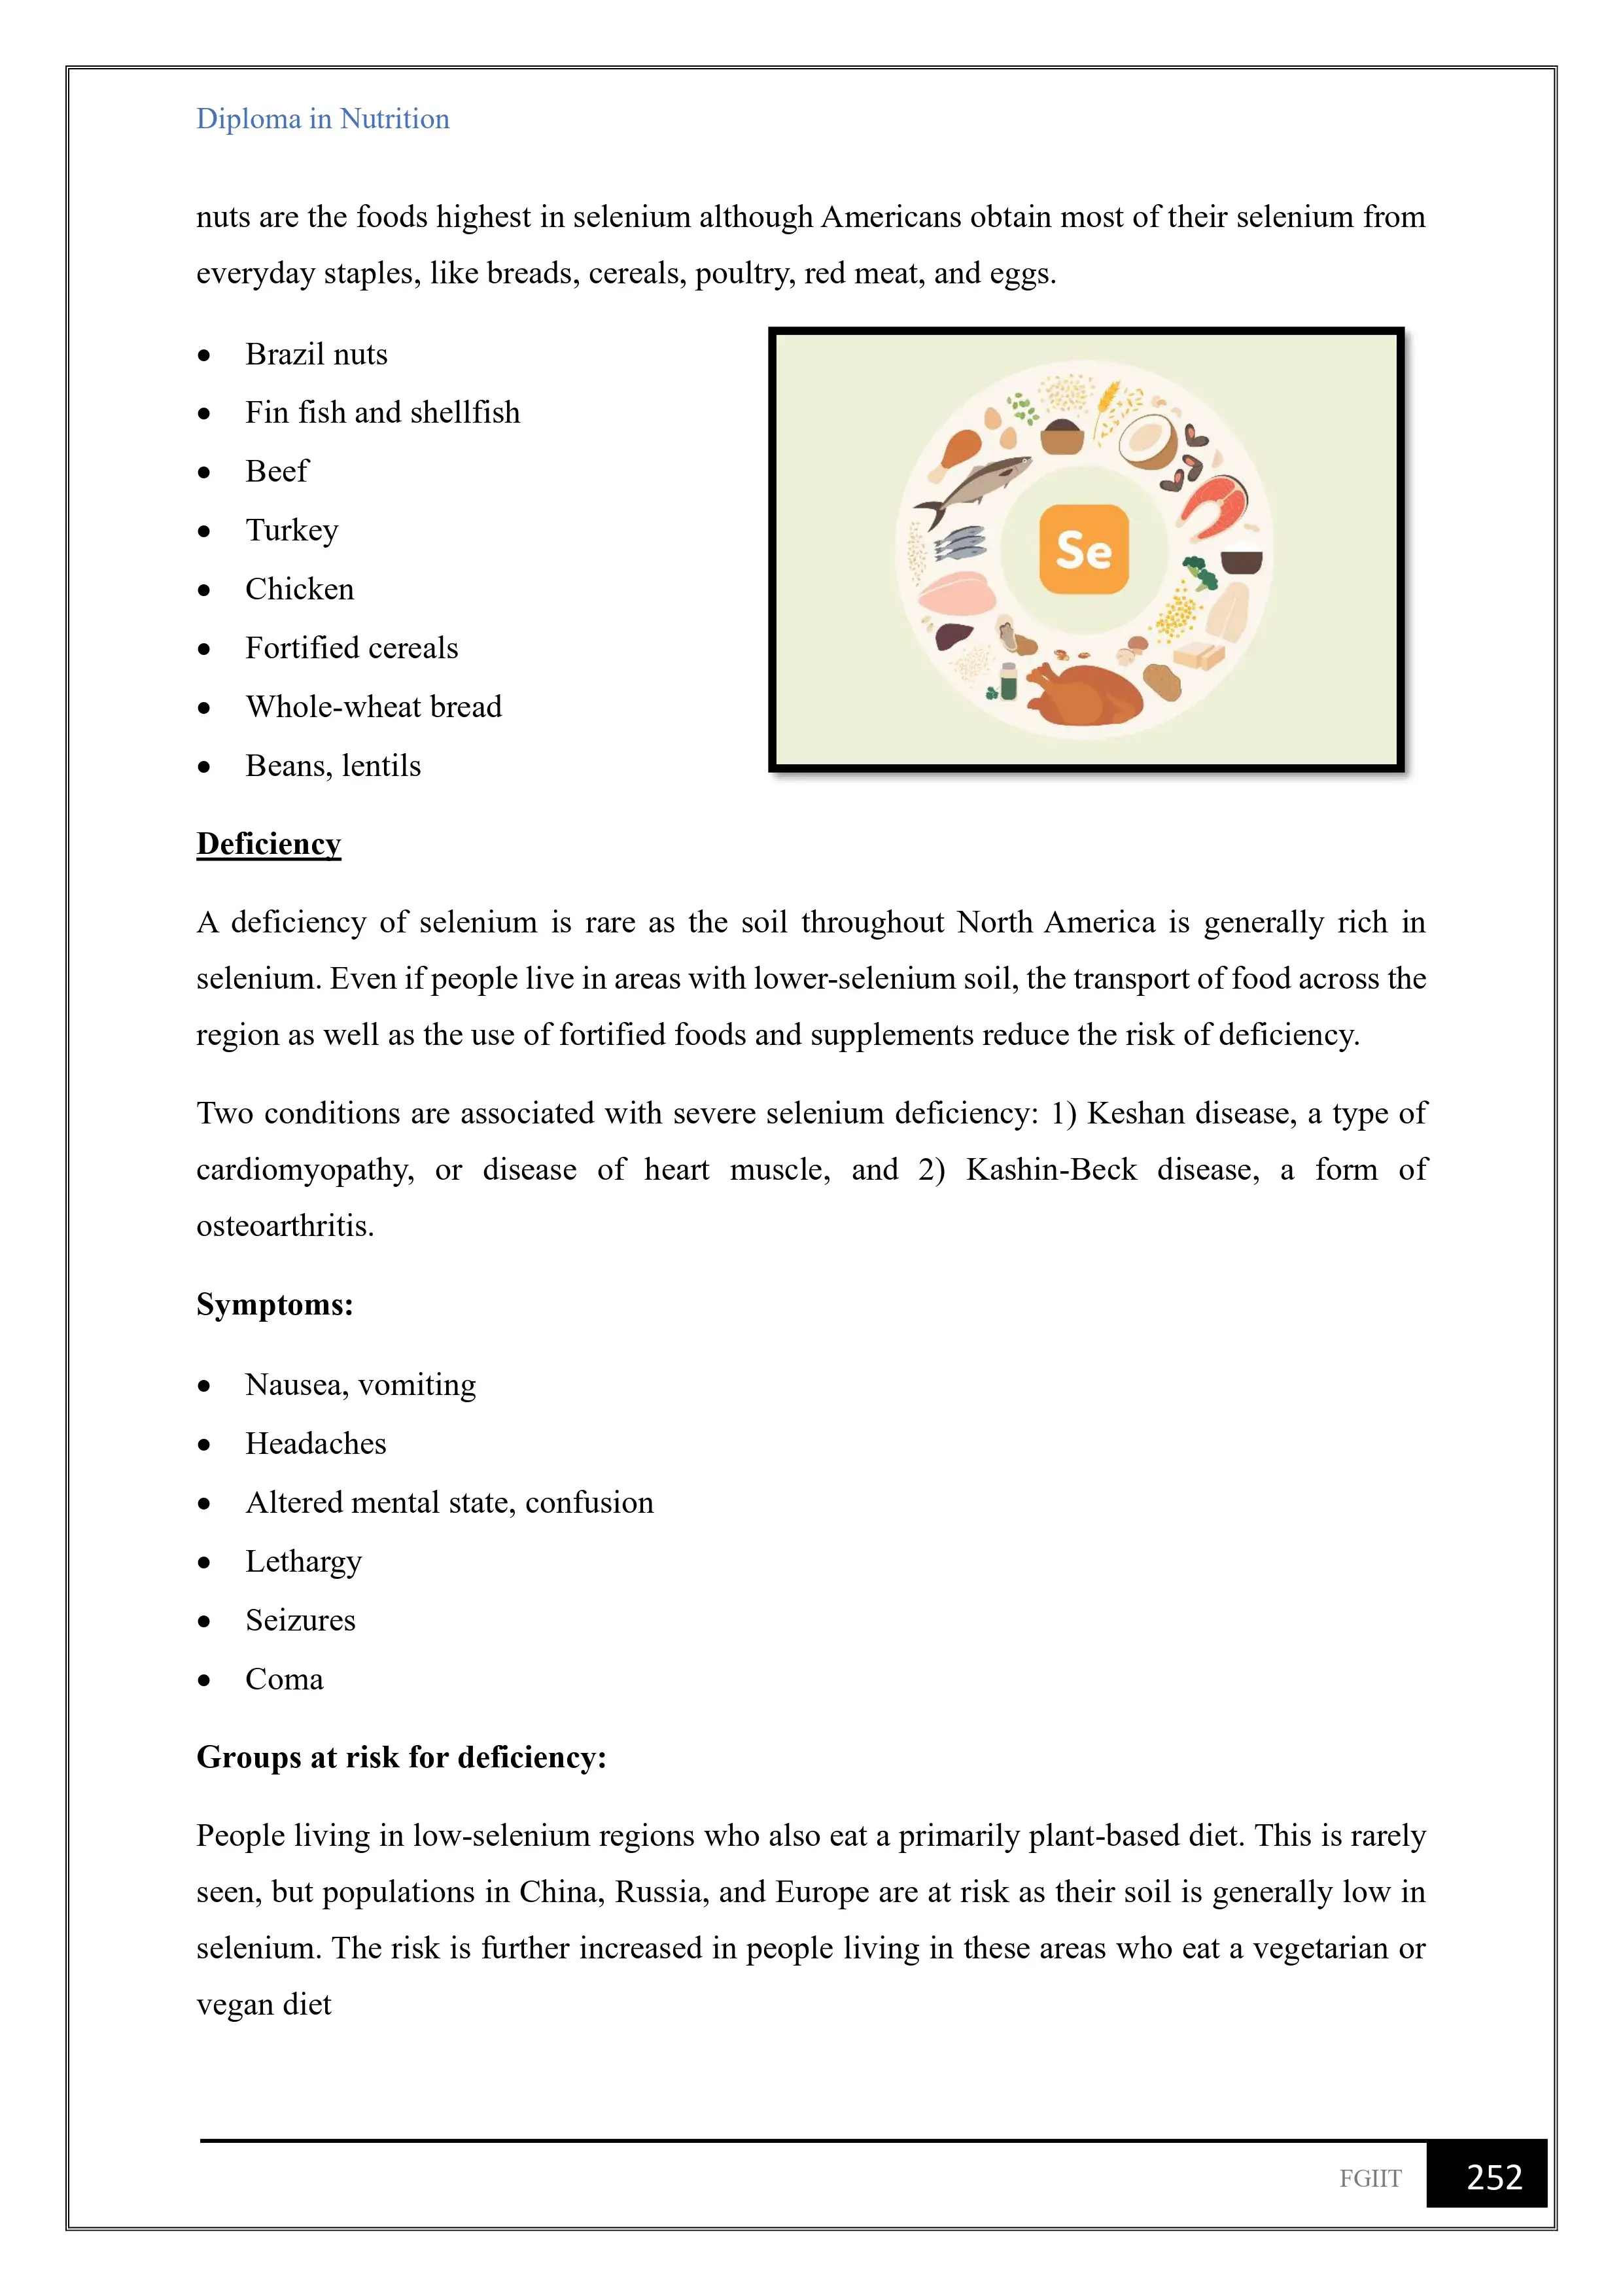 Diploma in Nutrition
nuts are the foods highest in selenium although Americans obtain most of their selenium from
everyday staples, like breads, cereals, poultry, red meat, and eggs.
• Brazil nuts
• Fin fish and shellfish
• Beef
• Turkey
• Chicken
• Fortified cereals
• Whole-wheat bread
• Beans, lentils
Se
Deficiency
A deficiency of selenium is rare as the soil throughout North America is generally rich in
selenium. Even if people live in areas with lower-selenium soil, the transport of food across the
region as well as the use of fortified foods and supplements reduce the risk of deficiency.
Two conditions are associated with severe selenium deficiency: 1) Keshan disease, a type of
cardiomyopathy, or disease of heart muscle, and 2) Kashin-Beck disease, a form of
osteoarthritis.
Symptoms:
• Nausea, vomiting
• Headaches
• Altered mental state, confusion
• Lethargy
• Seizures
• Coma
Groups at risk for deficiency:
People living in low-selenium regions who also eat a primarily plant-based diet. This is rarely
seen, but populations in China, Russia, and Europe are at risk as their soil is generally low in
selenium. The risk is further increased in people living in these areas who eat a vegetarian or
vegan diet
FGIIT 252